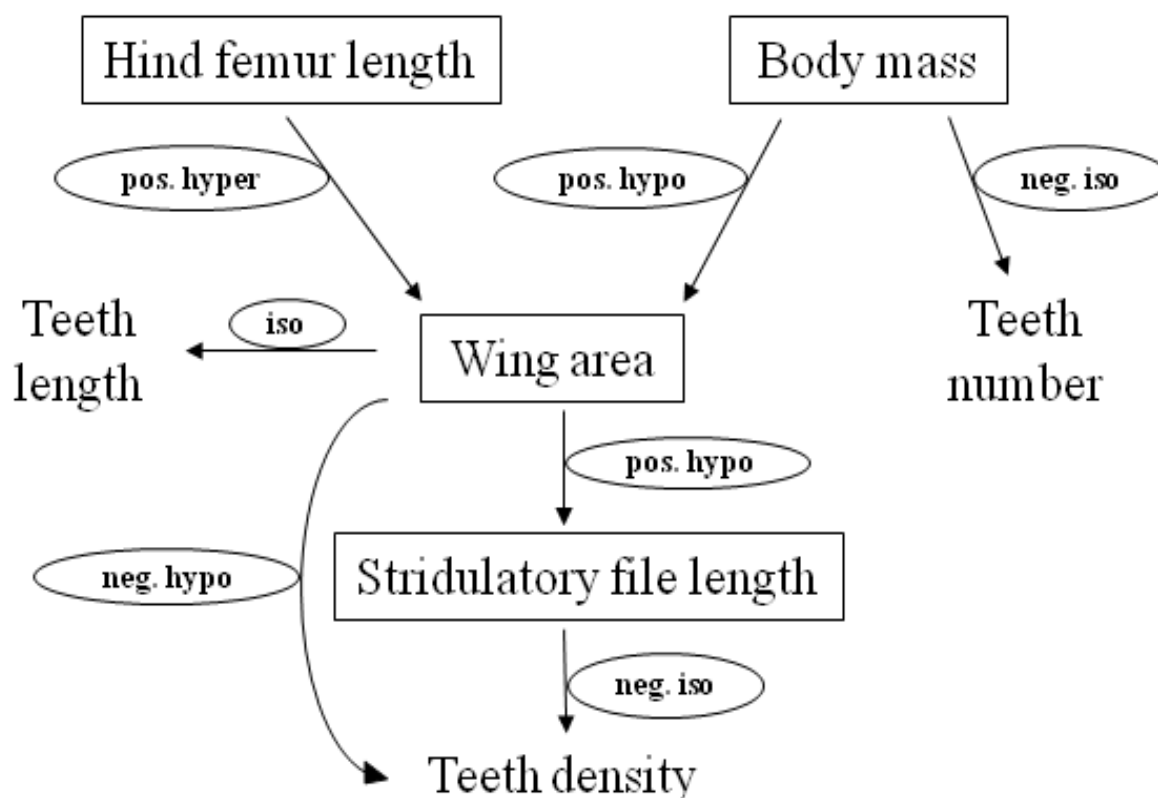 Hind femur length
Body mass
pos. hyper
pos. hypo
neg. iso
Teeth
length
iso
Wing area
Teeth
number
pos. hypo
neg. hypo
Stridulatory file length
neg. iso
Teeth density